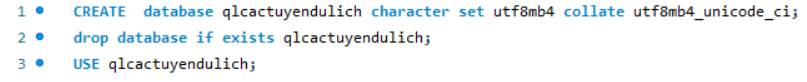 1 CREATE  database qlcactuyendulich character set utf8mb4 collate utf8mb4_unicode_ci;
2 drop database if exists qlcactuyendulich;
3 USE qlcactuyendulich;